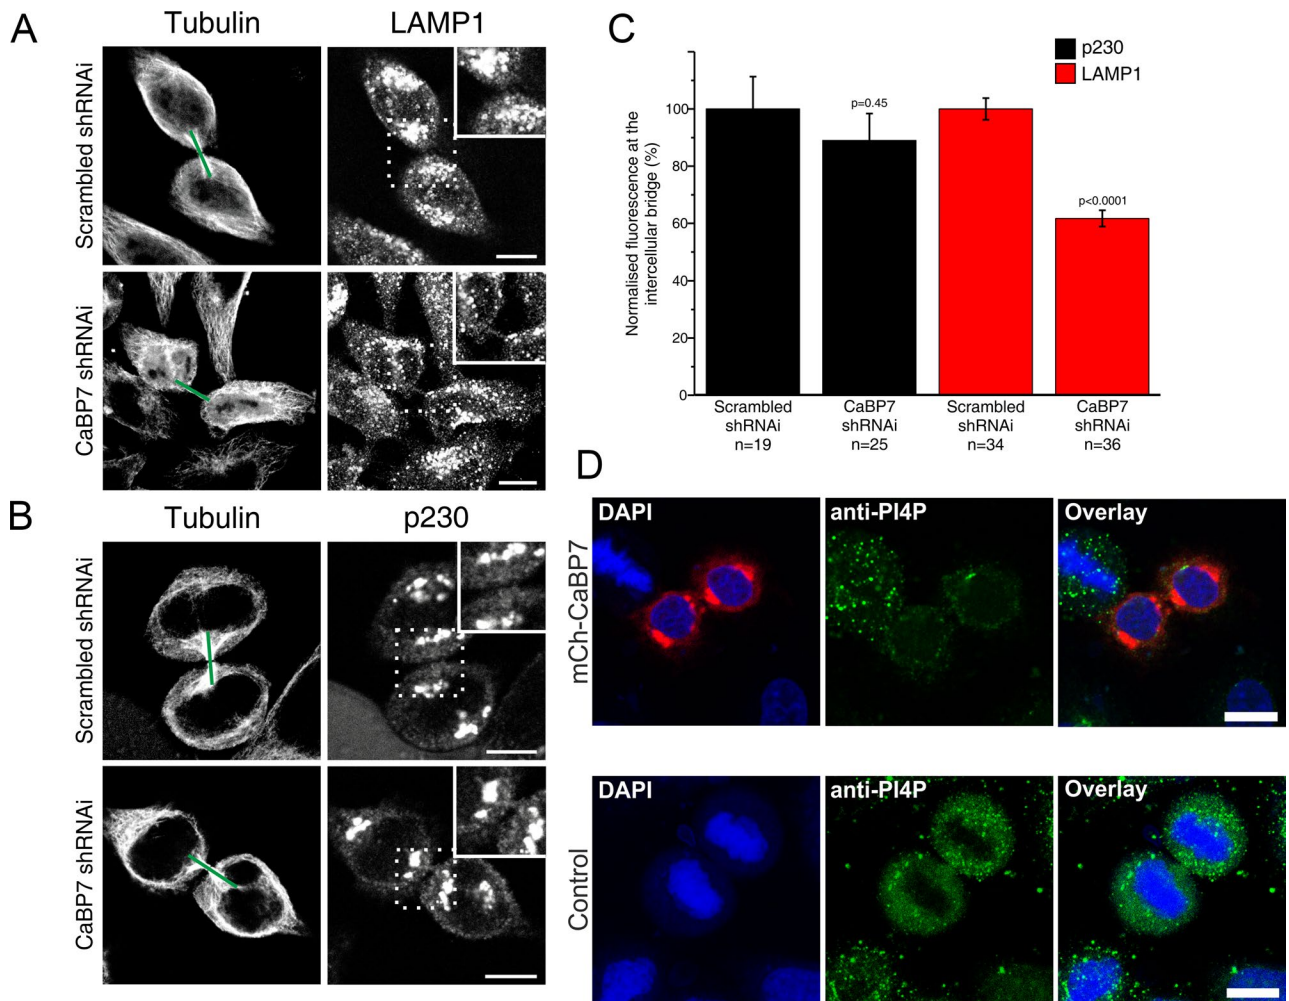 A
Tubulin
LAMP1
Scrambled shRNAi
CaBP7 shRNAi
B
Tubulin
p230
Scrambled shRNAi
CaBP7 shRNAi
C
p230
LAMP1
Normalised fluorescence at the
intercellular bridge (%)
100
80
60
40
20
0
p=0.45
p<0.0001
Scrambled
shRNAi
n=19
CaBP7
shRNAi
n=25
Scrambled
shRNAi
n=34
CaBP7
shRNAi
n=36
D
mCh-CaBP7
DAPI
anti-PI4P
Overlay
Control
DAPI
anti-PI4P
Overlay